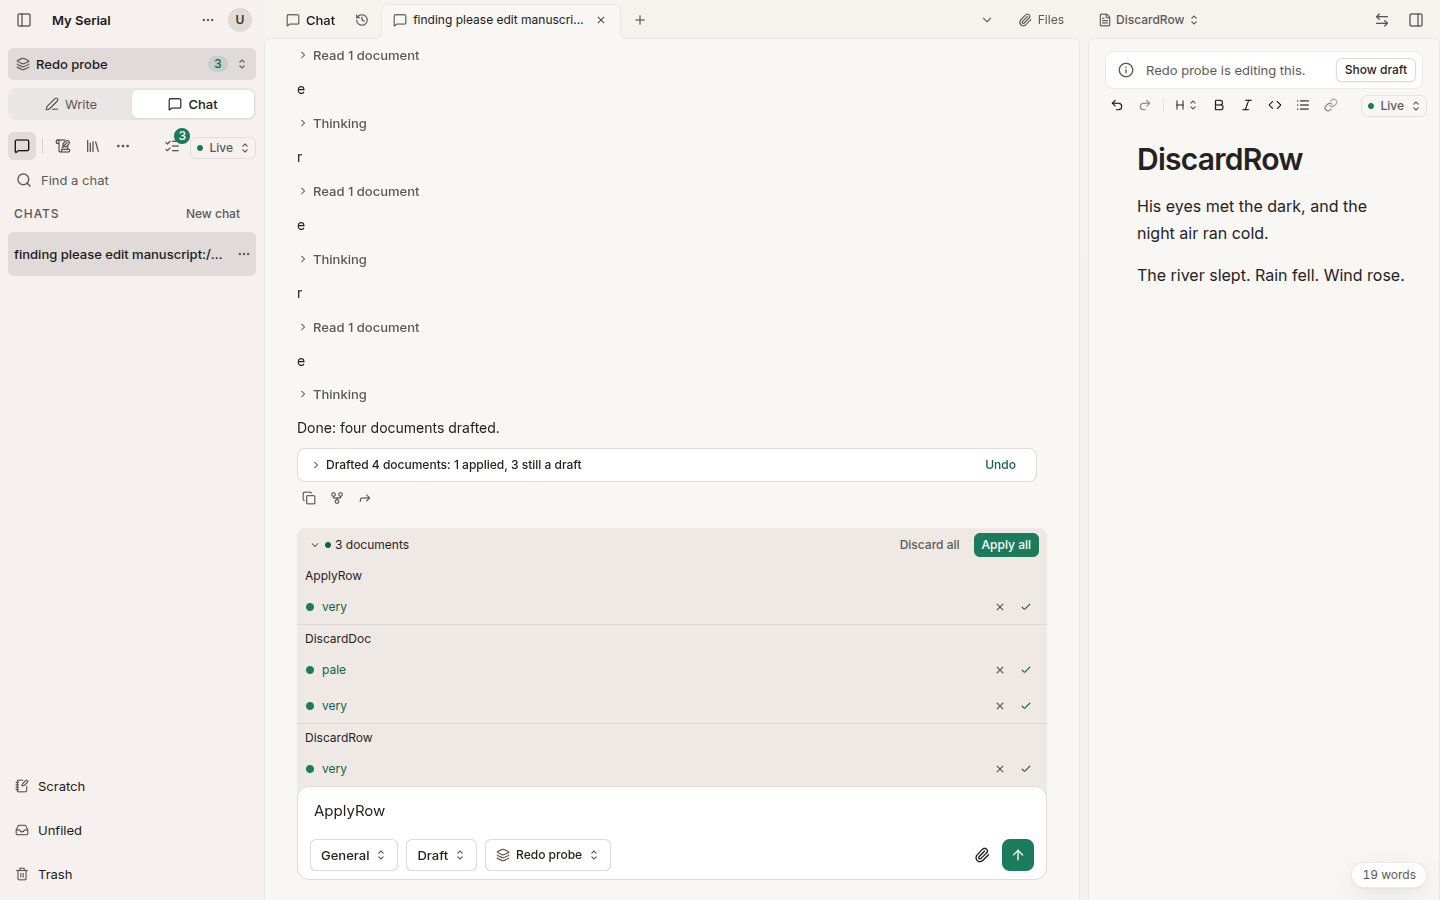 My Serial
U
Redo probe
3
Write
Chat
3
Live
Find a chat
CHATS
New chat
finding please edit manuscript:/...
Scratch
Unfiled
Trash
Chat
finding please edit manuscri...
Files
Read 1 document
e
Thinking
r
Read 1 document
e
Thinking
r
Read 1 document
e
Thinking
Done: four documents drafted.
Drafted 4 documents: 1 applied, 3 still a draft
Undo
3 documents
Discard all
Apply all
ApplyRow
very
DiscardDoc
pale
very
DiscardRow
very
ApplyRow
General
Draft
Redo probe
DiscardRow
Redo probe is editing this.
Show draft
H
B
I
Live
DiscardRow
His eyes met the dark, and the
night air ran cold.
The river slept. Rain fell. Wind rose.
19 words